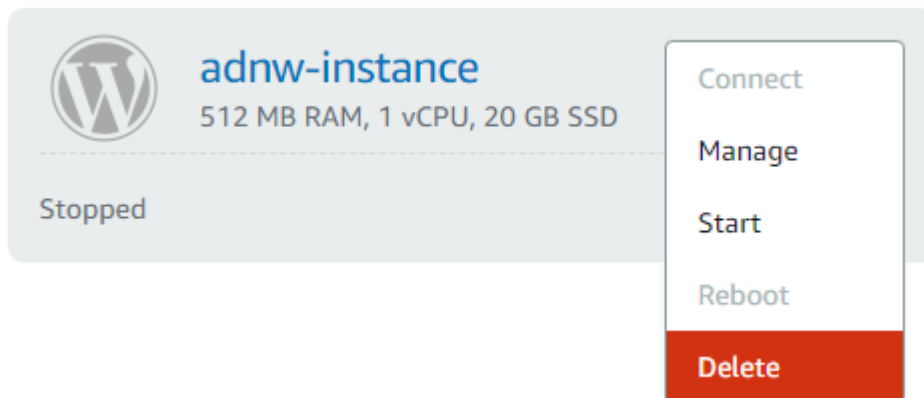 adnw-instance
512 MB RAM, 1 vCPU, 20 GB SSD
Stopped
Connect
Manage
Start
Reboot
Delete